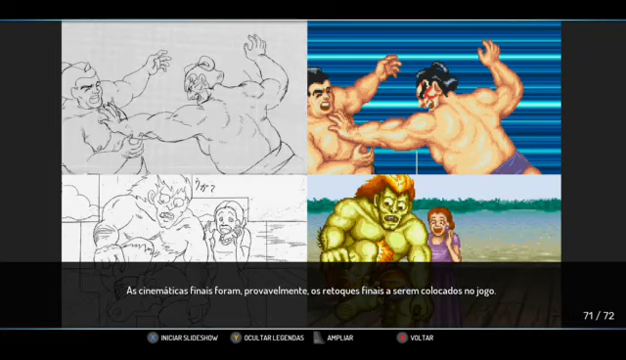 As cinemáticas finais foram, provavelmente, os retoques finais a serem colocados no jogo.
71 / 72
X INICIAR SLIDESHOW Y OCULTAR LEGENDAS AMPLIAR VOLTAR